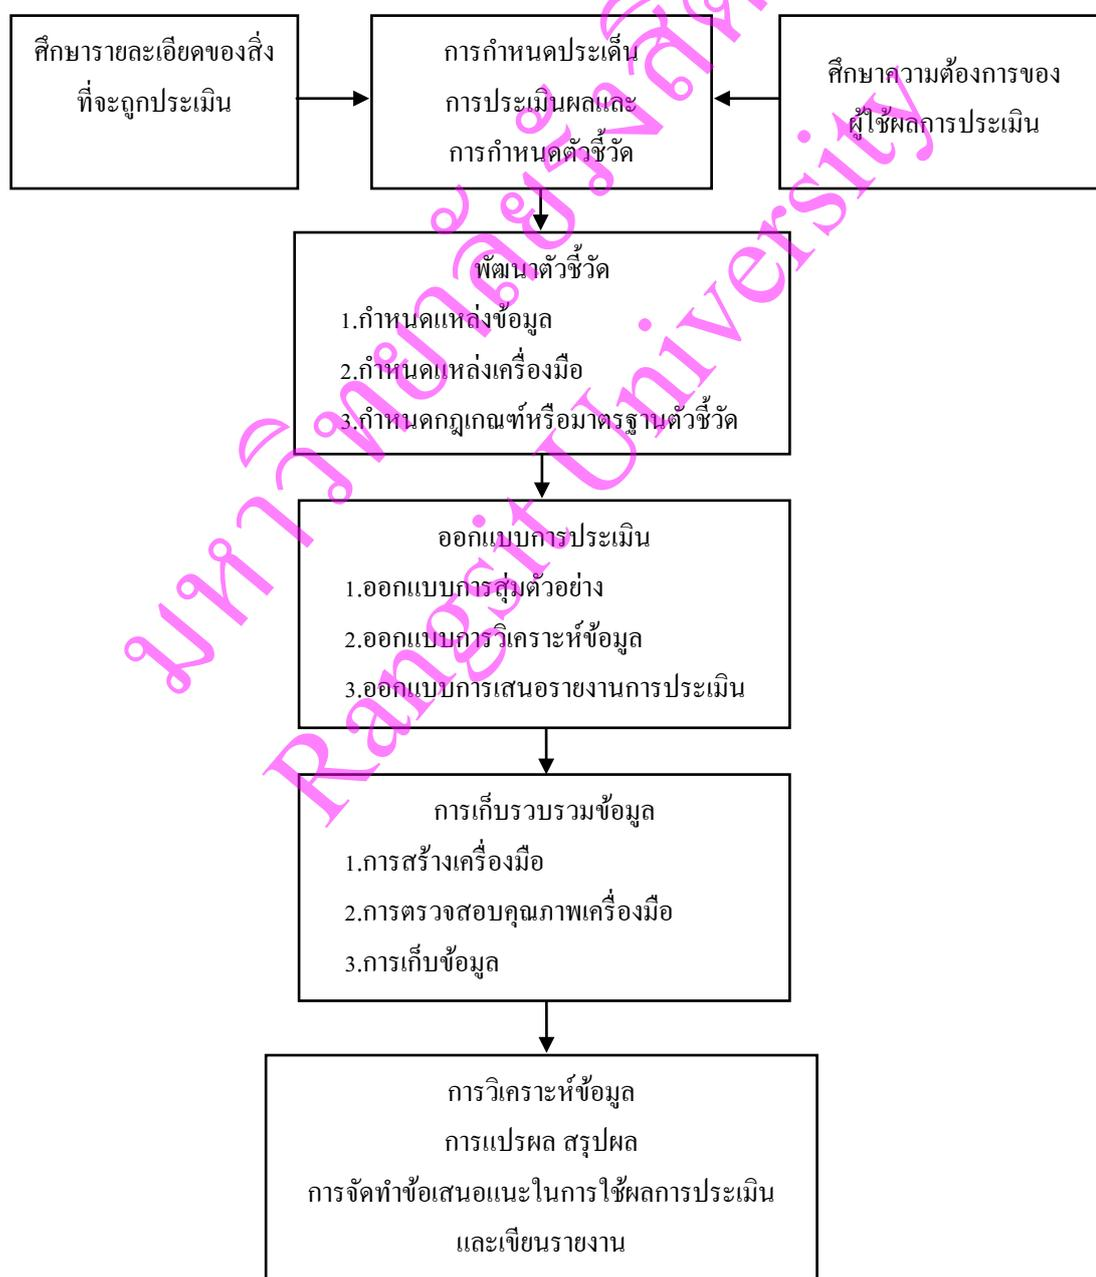 ศึกษารายละเอียดของสิ่ง
ที่จะถูกประเมิน
การกำหนดประเด็น
การประเมินผลและ
การกำหนดตัวชี้วัด
ศึกษาความต้องการของ
ผู้ใช้ผลการประเมิน
พัฒนาตัวชี้วัด
1.กำหนดแหล่งข้อมูล
2.กำหนดแหล่งเครื่องมือ
3.กำหนดกฎเกณฑ์หรือมาตรฐานตัวชี้วัด
ออกแบบการประเมิน
1.ออกแบบการสุ่มตัวอย่าง
2.ออกแบบการวิเคราะห์ข้อมูล
3.ออกแบบการเสนอรายงานการประเมิน
การเก็บรวบรวมข้อมูล
1.การสร้างเครื่องมือ
2.การตรวจสอบคุณภาพเครื่องมือ
3.การเก็บข้อมูล
การวิเคราะห์ข้อมูล
การแปรผล สรุปผล
การจัดทำข้อเสนอแนะในการใช้ผลการประเมิน
และเขียนรายงาน
Rangsit University